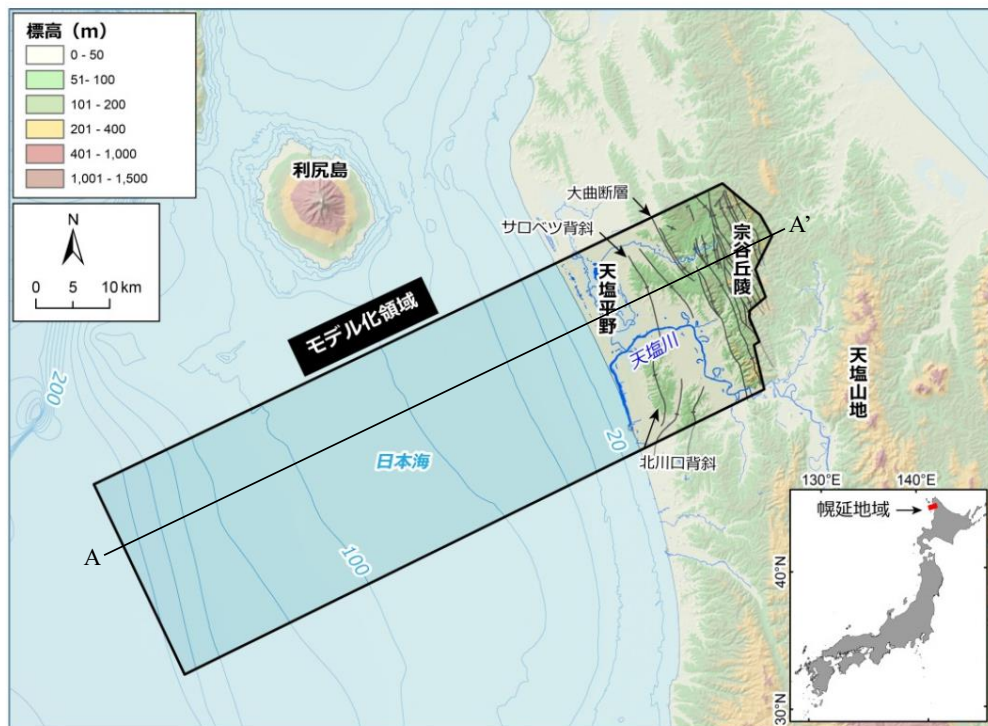 標高（m）
0 - 50
51- 100
101 - 200
201 - 400
401 - 1,000
1,001 - 1,500
N
0 5 10 km
利尻島
大曲断層
サロベツ背斜
A’
宗谷丘陵
天塩平野
モデル化領域
天塩川
天塩山地
200
20
日本海
北川口背斜
A
100
130°E 140°E
幌延地域
40°N
30°N